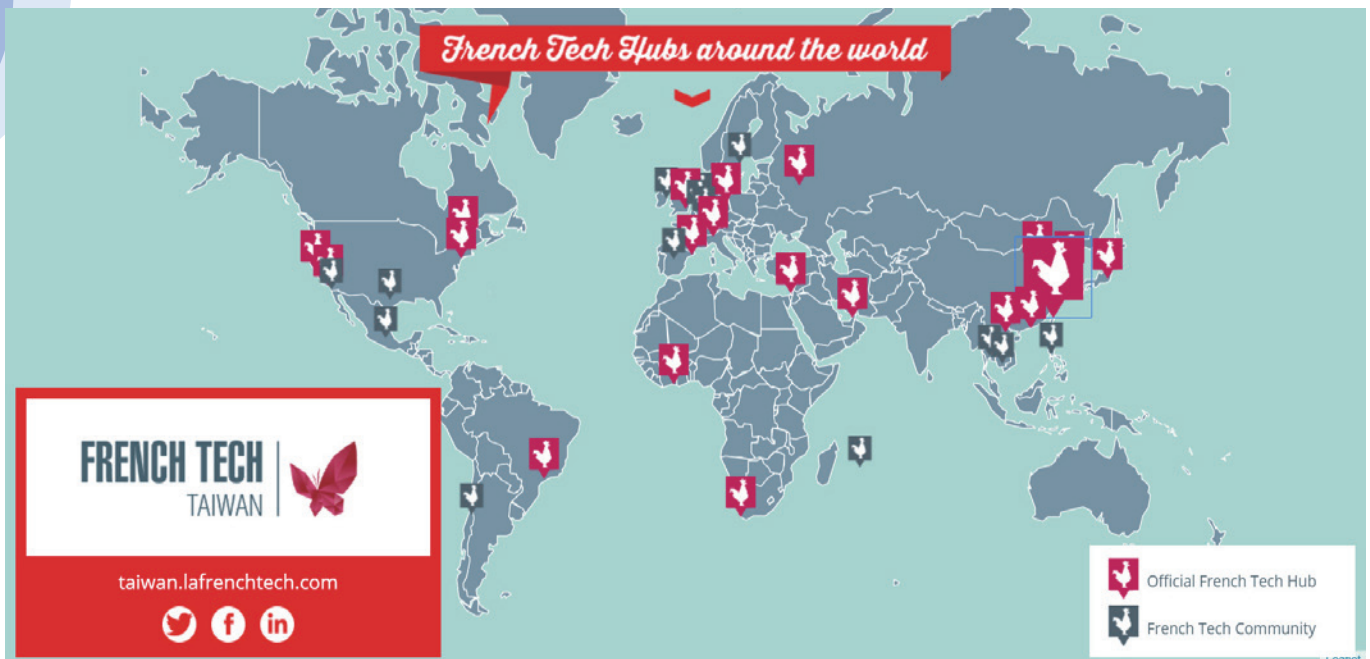 French Tech Hubs around the world
FRENCH TECH
TAIWAN
taiwan.lafrenchtech.com
Official French Tech Hub
French Tech Community